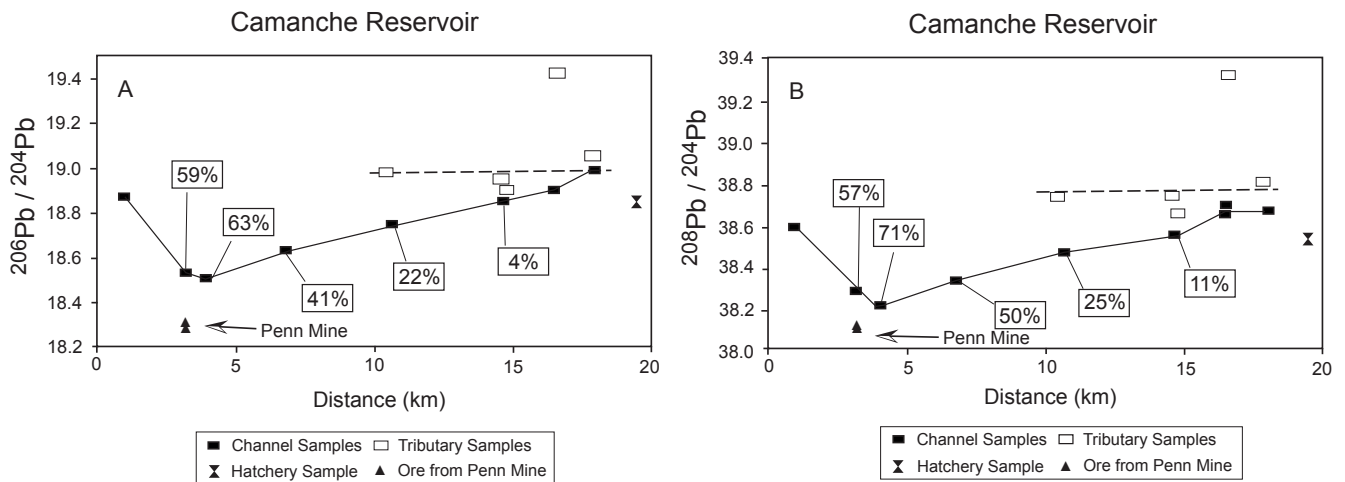 Camanche Reservoir
A
206Pb / 204Pb
19.4
19.2
19.0
18.8
18.6
18.4
18.2
59%
63%
41%
22%
4%
Penn Mine
0 5 10 15 20
Distance (km)
Channel Samples Tributary Samples
Hatchery Sample Ore from Penn Mine
Camanche Reservoir
B
208Pb / 204Pb
39.4
39.2
39.0
38.8
38.6
38.4
38.2
38.0
57%
71%
50%
25%
11%
Penn Mine
0 5 10 15 20
Distance (km)
Channel Samples Tributary Samples
Hatchery Sample Ore from Penn Mine